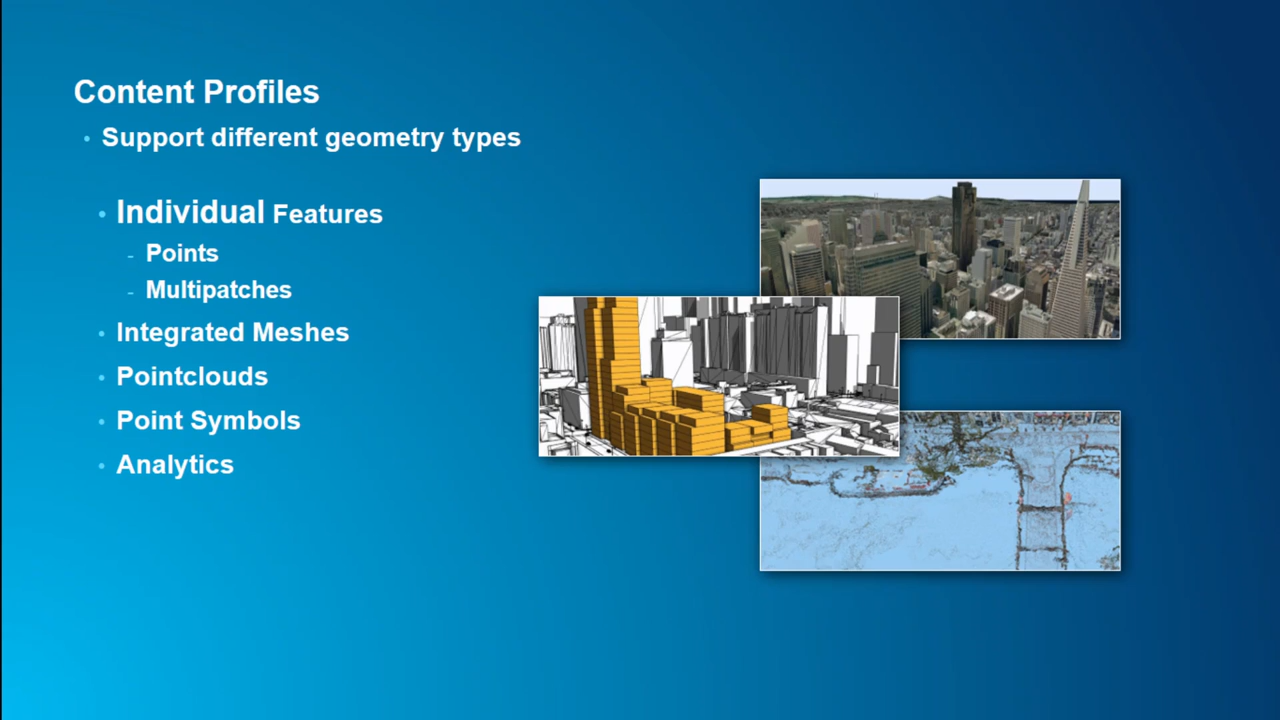 Content Profiles
• Support different geometry types
• Individual Features
- Points
- Multipatches
• Integrated Meshes
• Pointclouds
• Point Symbols
• Analytics